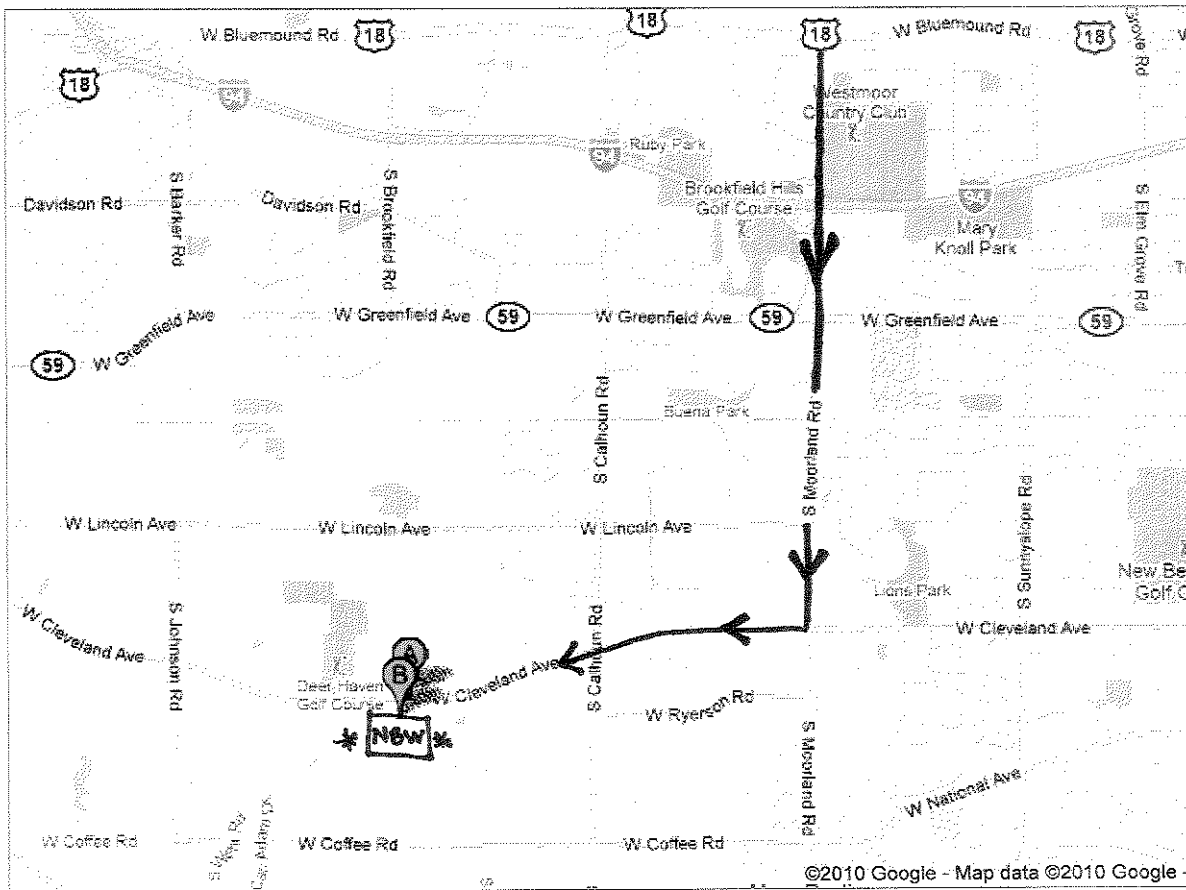 W Bluemound Rd
18
18
18
W Bluemound Rd
18
18
94
Westmoor
Country Club
94
Ruby Park
S Barker Rd
S Brookfield Rd
Davidson Rd
Davidson Rd
Brookfield Hills
Golf Course
94
Mary
Knoll Park
S Elm Grove Rd
W Greenfield Ave
W Greenfield Ave
59
W Greenfield Ave
59
W Greenfield Ave
59
59
S Calhoun Rd
Buena Park
S Moorland Rd
W Lincoln Ave
W Lincoln Ave
W Lincoln Ave
S Sunnyslope Rd
Lions Park
New Be
Golf C
W Cleveland Ave
S Johnson Rd
S Calhoun Rd
W Cleveland Ave
A
B
Deer Haven
Golf Course
W Cleveland Ave
W Ryerson Rd
* NBW *
S Moorland Rd
W National Ave
W Coffee Rd
W Coffee Rd
W Coffee Rd
©2010 Google - Map data ©2010 Google -